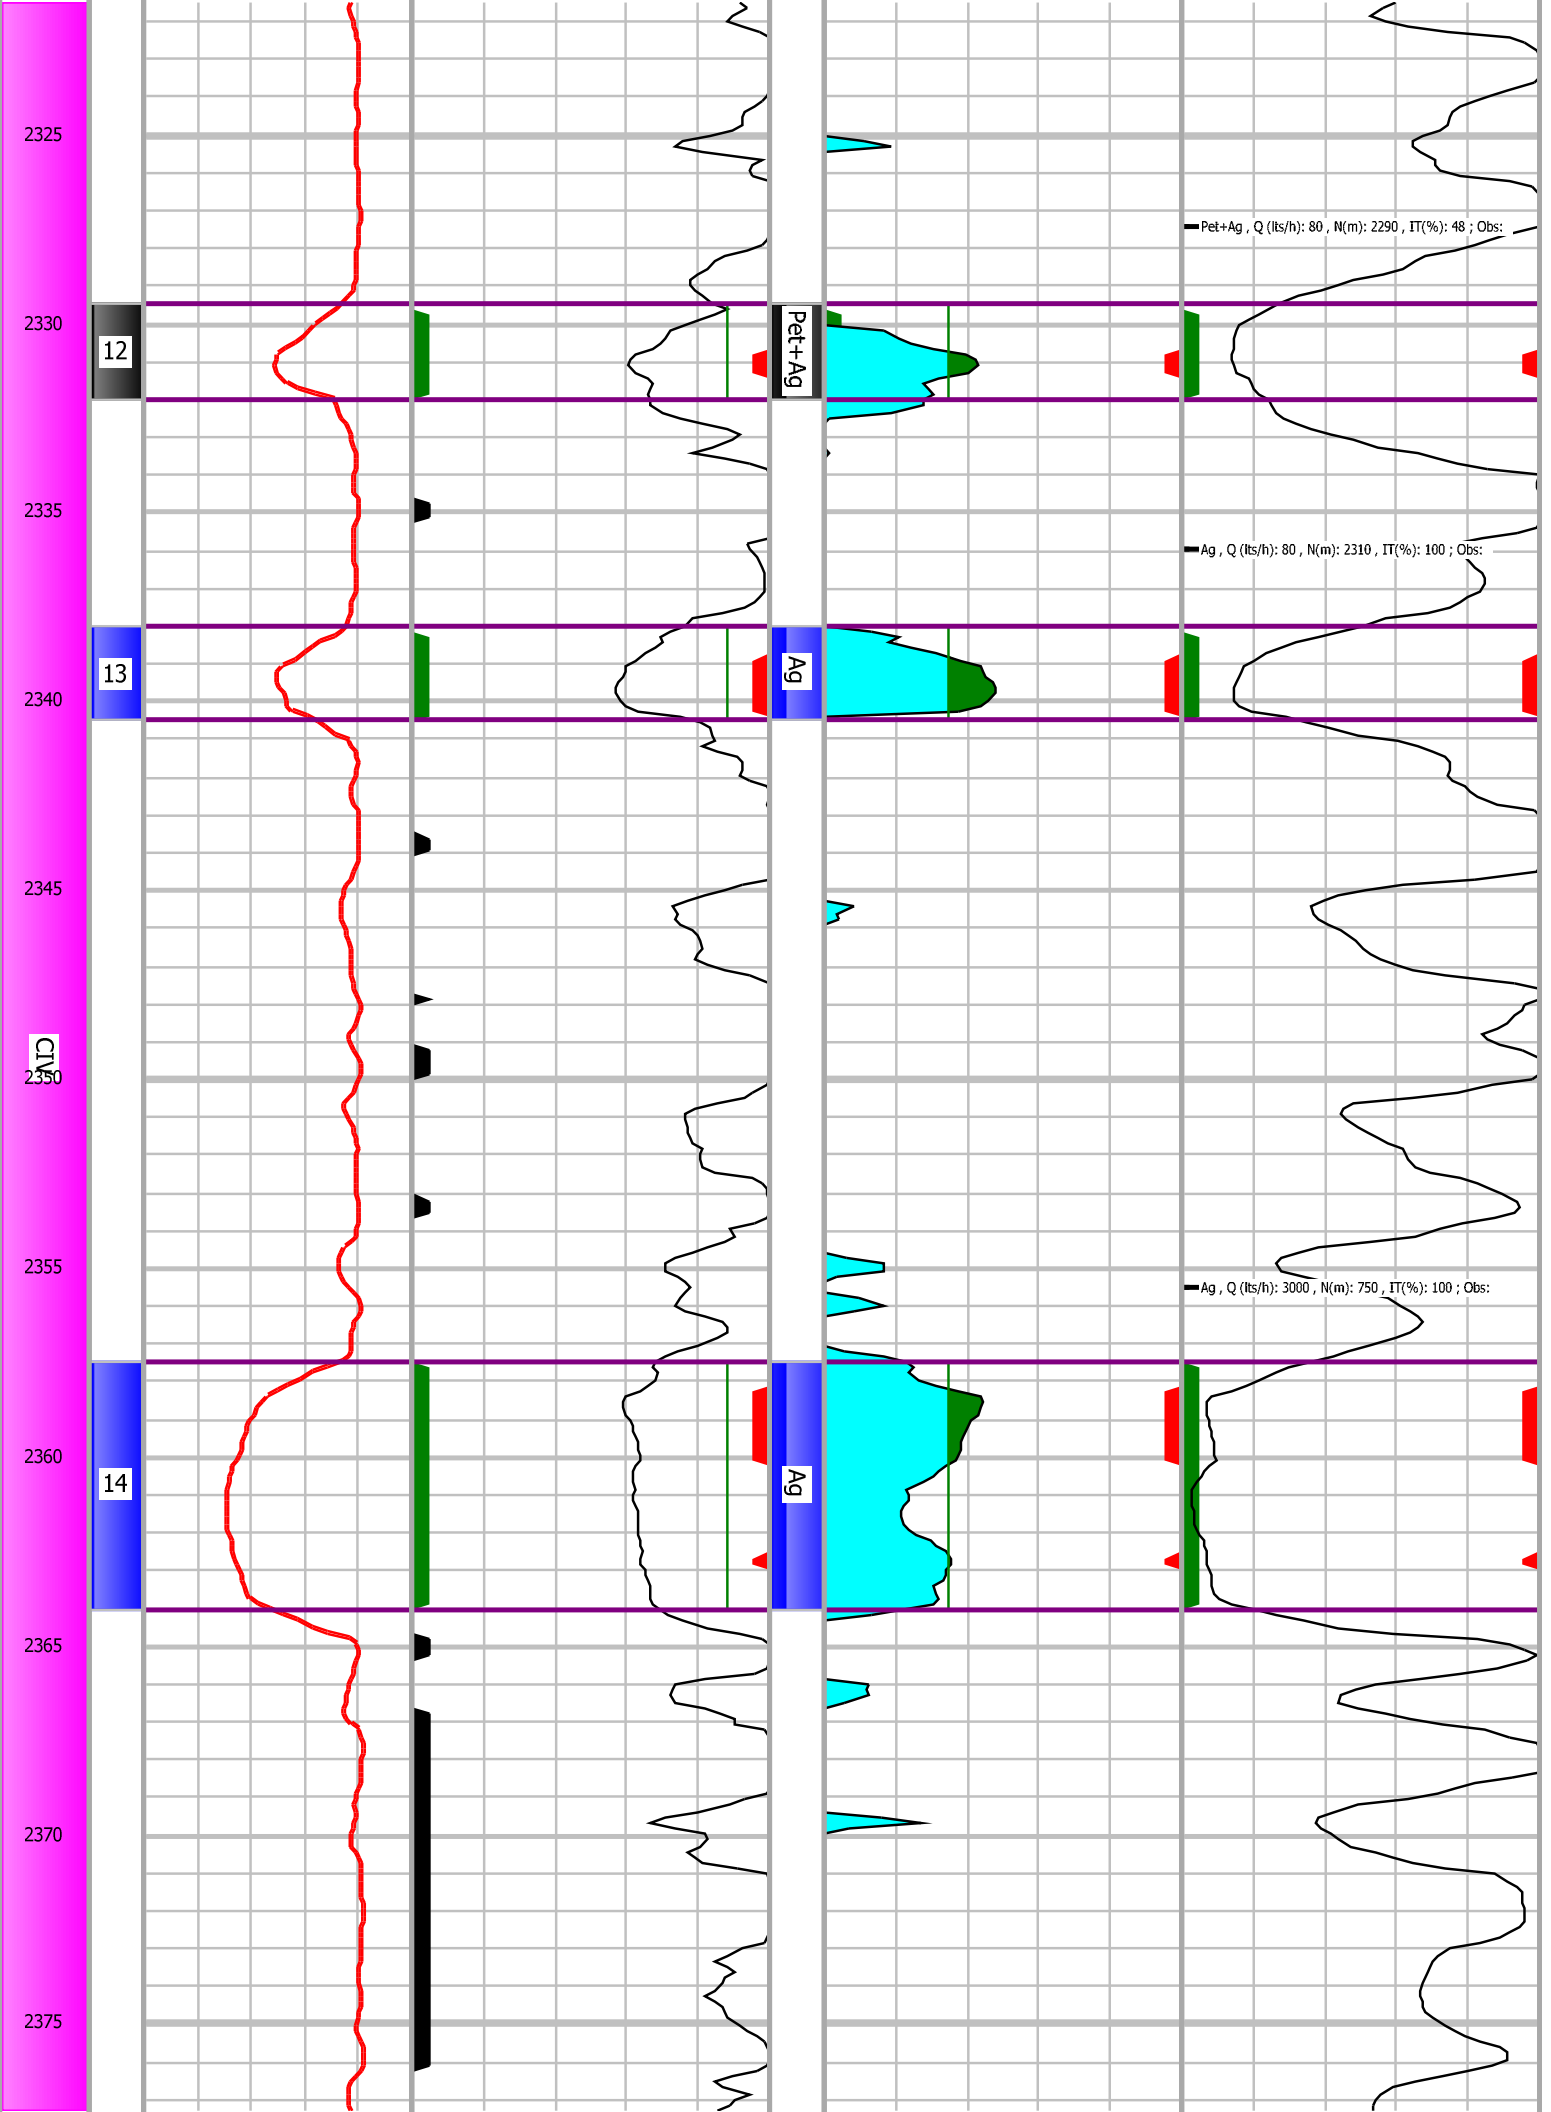 2325
Pet+Ag , Q (lts/h): 80 , N(m): 2290 , IT(%): 48 ; Obs:
2330
12
Pet+Ag
2335
Ag , Q (lts/h): 80 , N(m): 2310 , IT(%): 100 ; Obs:
13
Ag
2340
2345
CIV
2350
2355
Ag , Q (lts/h): 3000 , N(m): 750 , IT(%): 100 ; Obs:
2360
14
Ag
2365
2370
2375